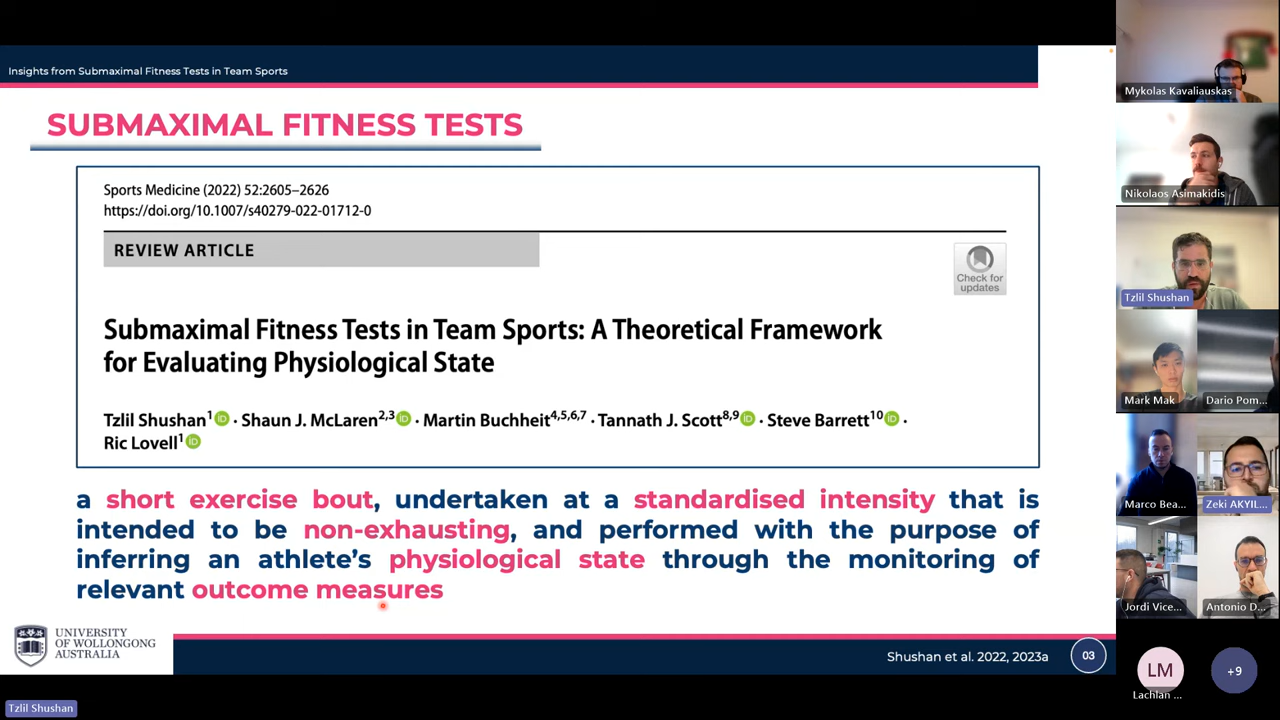 Insights from Submaximal Fitness Tests in Team Sports
SUBMAXIMAL FITNESS TESTS
Sports Medicine (2022) 52:2605–2626
https://doi.org/10.1007/s40279-022-01712-0
REVIEW ARTICLE
Check for
updates
Submaximal Fitness Tests in Team Sports: A Theoretical Framework
for Evaluating Physiological State
Tzlil Shushan1 iD · Shaun J. McLaren2,3 iD · Martin Buchheit4,5,6,7 · Tannath J. Scott8,9 iD · Steve Barrett10 iD ·
Ric Lovell1 iD
a short exercise bout, undertaken at a standardised intensity that is
intended to be non-exhausting, and performed with the purpose of
inferring an athlete’s physiological state through the monitoring of
relevant outcome measures
UNIVERSITY
OF WOLLONGONG
AUSTRALIA
Shushan et al. 2022, 2023a
03
Tzlil Shushan
Mykolas Kavaliauskas
Nikolaos Asimakidis
Tzlil Shushan
Mark Mak
Dario Pom...
Marco Bea...
Zeki AKYIL...
Jordi Vice...
Antonio D...
LM
Lachlan ...
+9